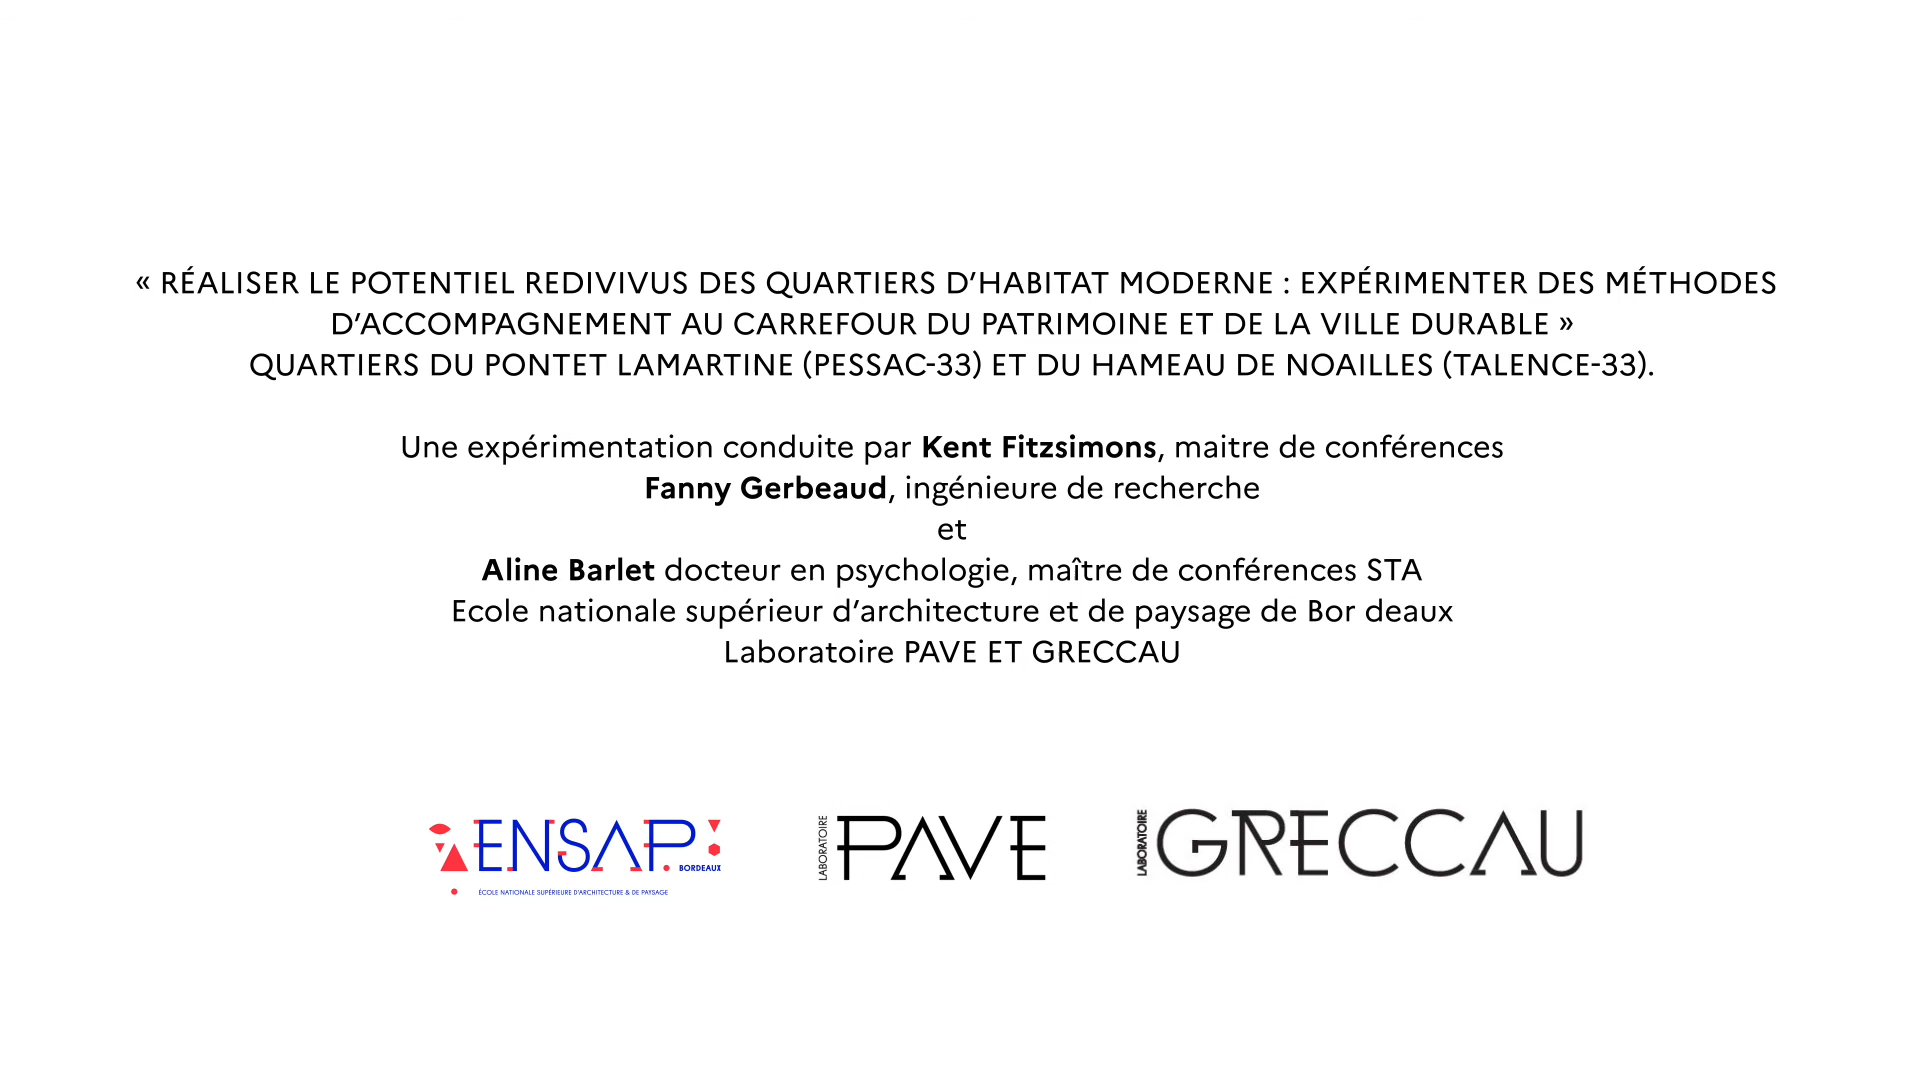 « RÉALISER LE POTENTIEL REDIVIVUS DES QUARTIERS D’HABITAT MODERNE : EXPÉRIMENTER DES MÉTHODES
D’ACCOMPAGNEMENT AU CARREFOUR DU PATRIMOINE ET DE LA VILLE DURABLE »
QUARTIERS DU PONTET LAMARTINE (PESSAC-33) ET DU HAMEAU DE NOAILLES (TALENCE-33).
Une expérimentation conduite par Kent Fitzsimons, maitre de conférences
Fanny Gerbeaud, ingénieure de recherche
et
Aline Barlet docteur en psychologie, maître de conférences STA
Ecole nationale supérieur d’architecture et de paysage de Bor deaux
Laboratoire PAVE ET GRECCAU
ENSAP BORDEAUX
ÉCOLE NATIONALE SUPÉRIEURE D'ARCHITECTURE & DE PAYSAGE
LABORATOIRE PAVE
LABORATOIRE GRECCAU